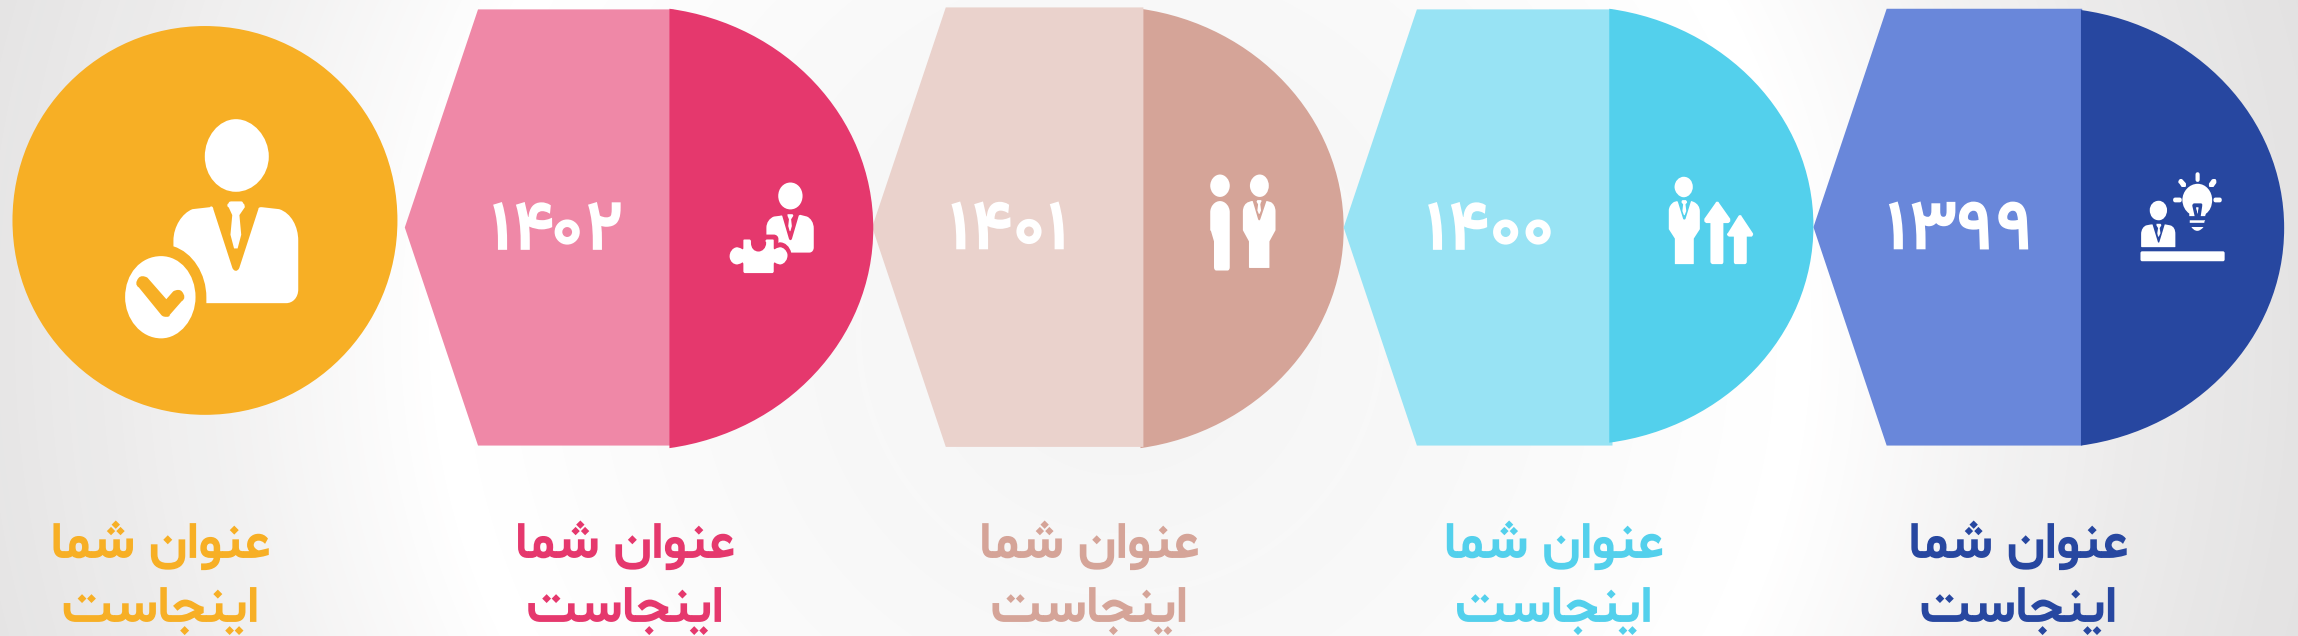 ۱۳۹۹
۱۴۰۰
۱۴۰۱
۱۴۰۲
عنوان شما
اینجاست
عنوان شما
اینجاست
عنوان شما
اینجاست
عنوان شما
اینجاست
عنوان شما
اینجاست